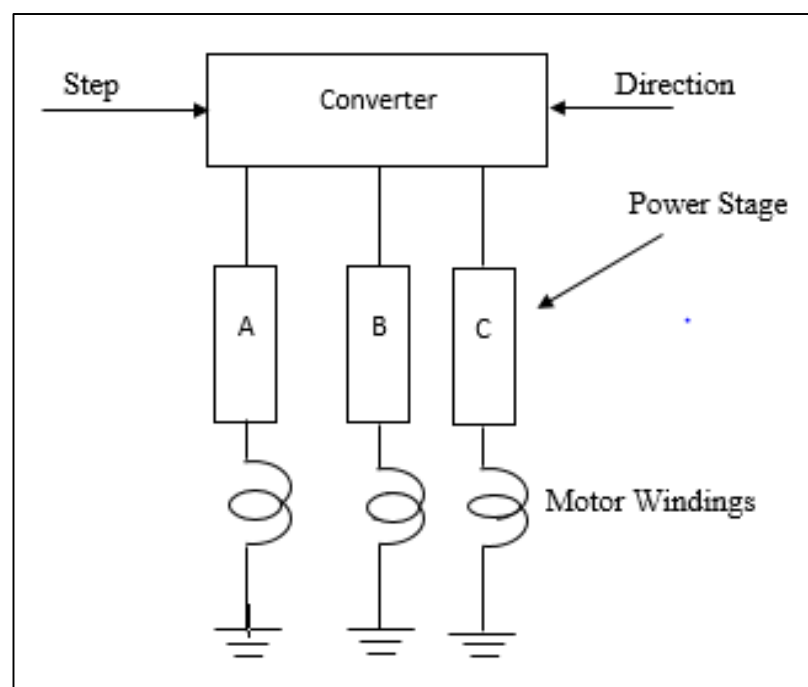 Step
Converter
Direction
Power Stage
A
B
C
Motor Windings